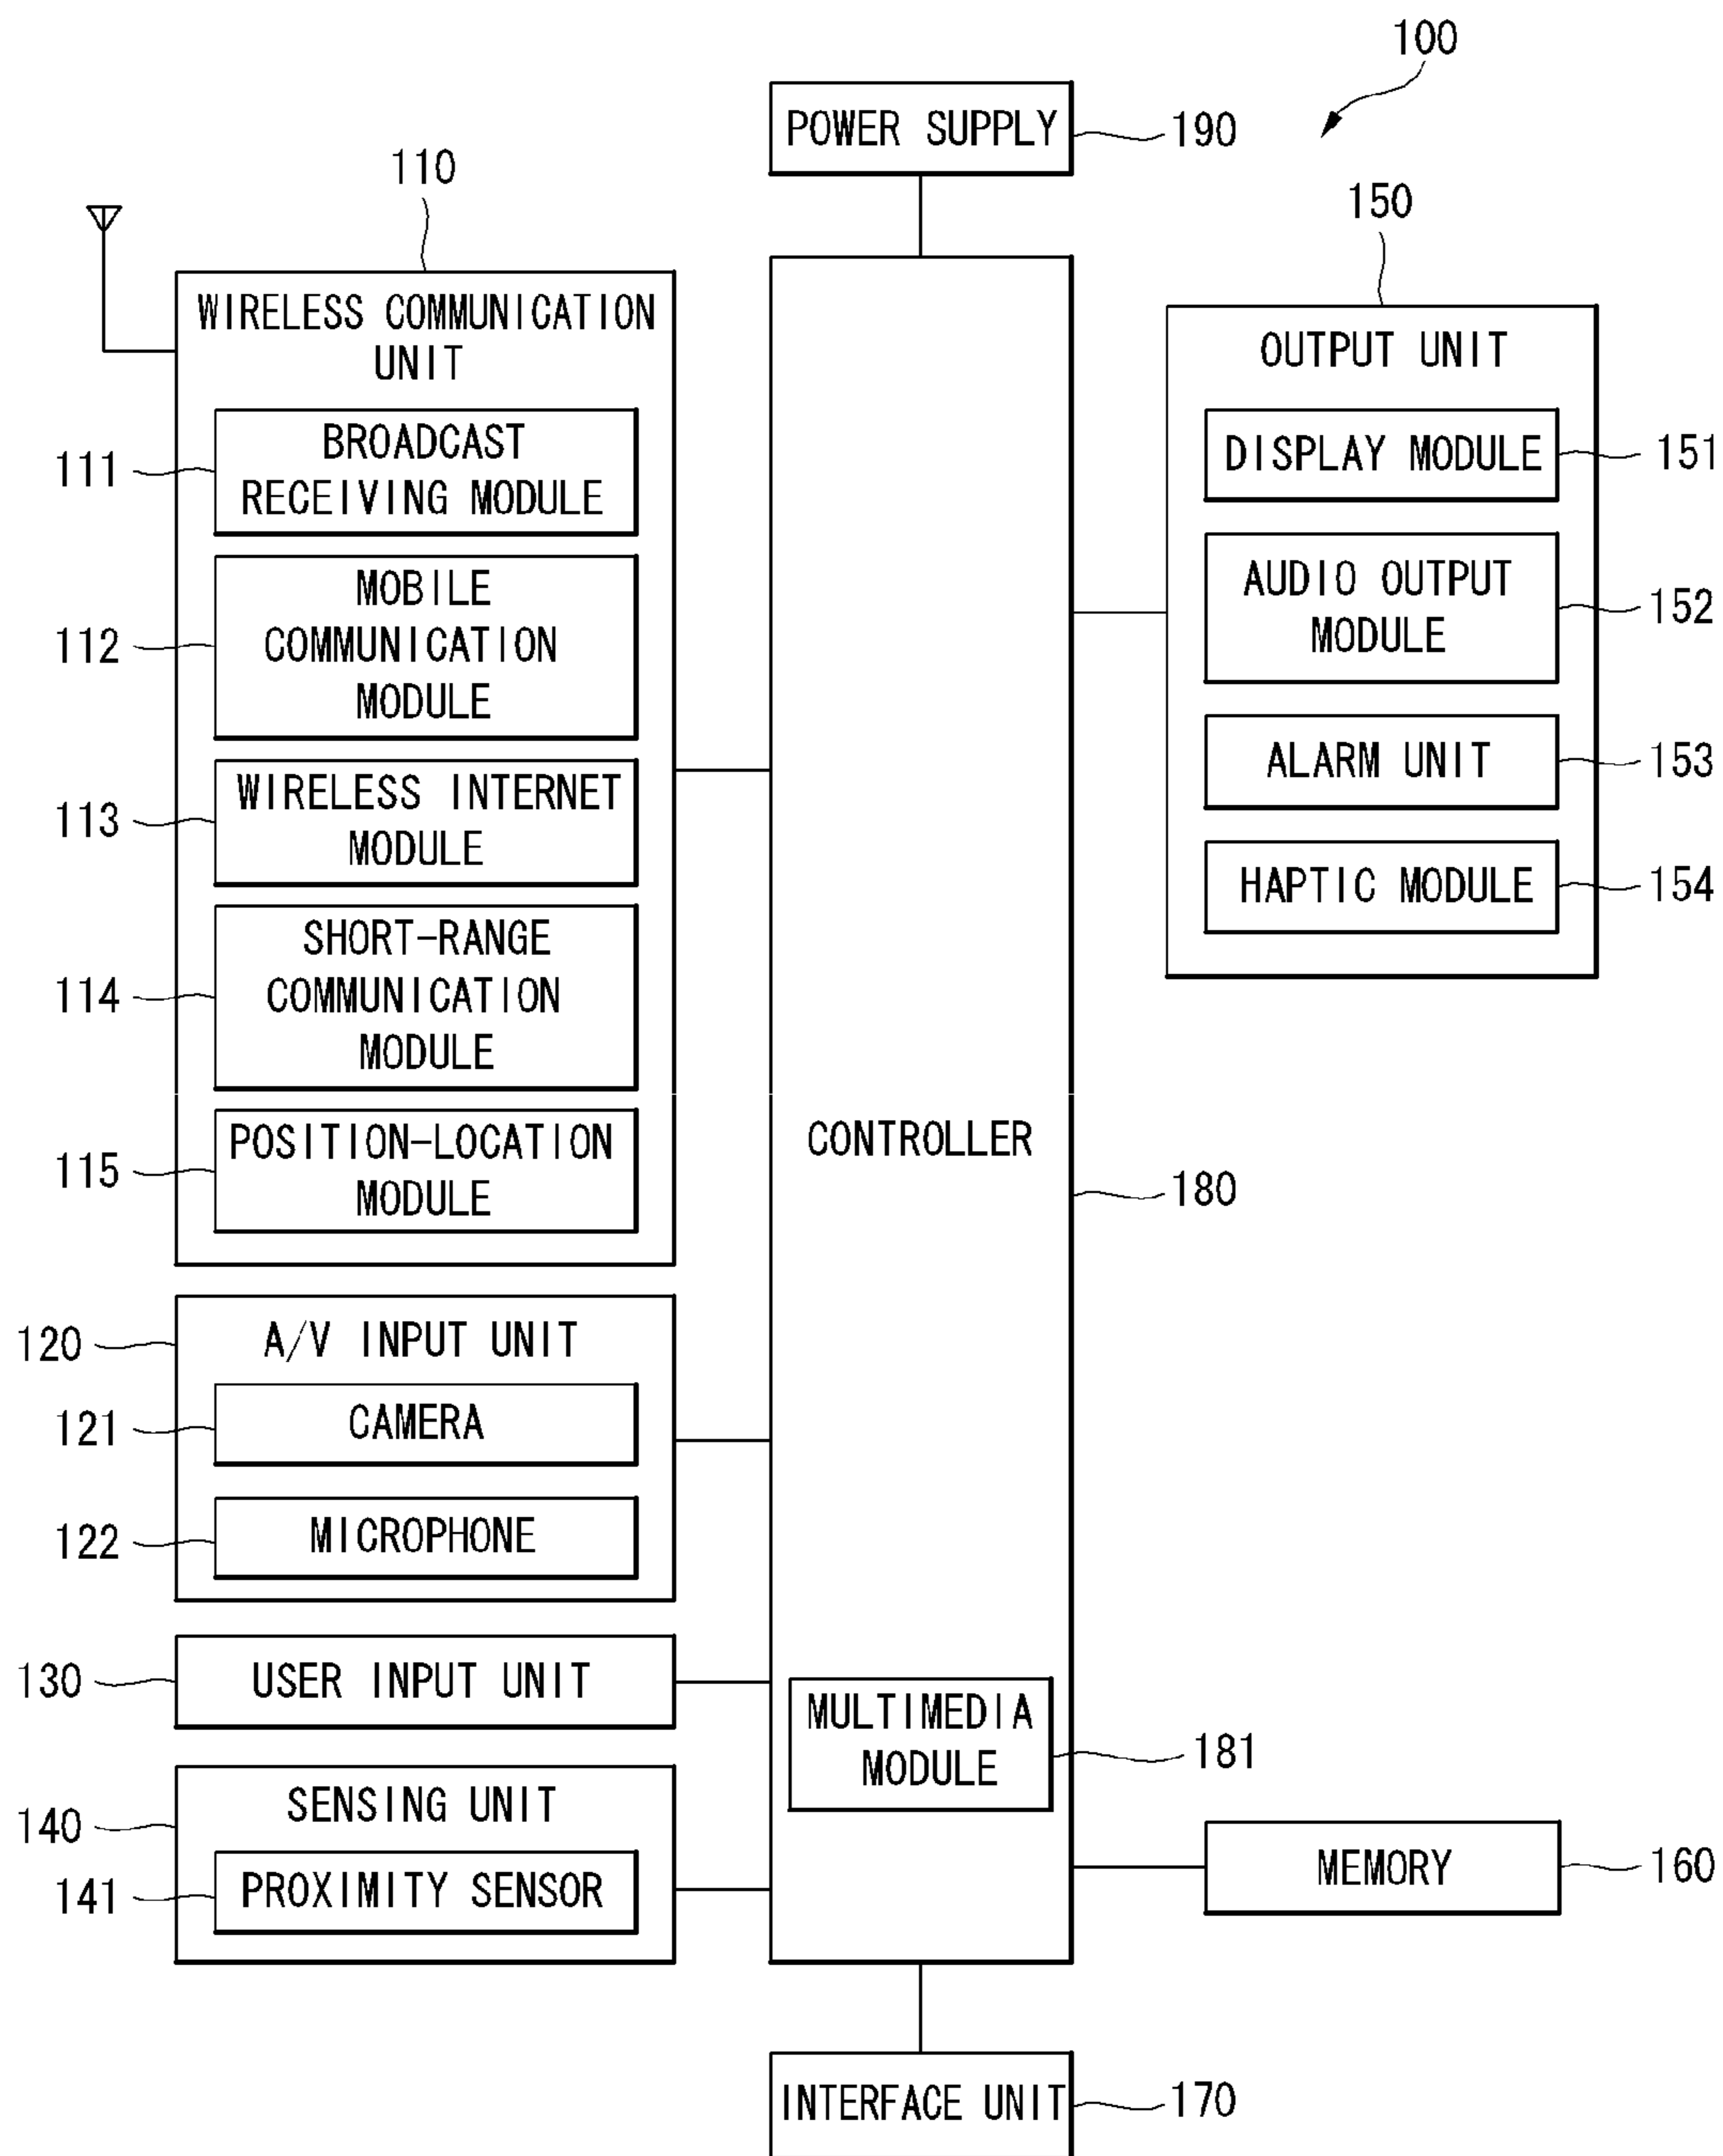 100
POWER SUPPLY
190
110
150
WIRELESS COMMUNICATION
UNIT
BROADCAST
RECEIVING MODULE
111
MOBILE
COMMUNICATION
MODULE
112
WIRELESS INTERNET
MODULE
113
SHORT-RANGE
COMMUNICATION
MODULE
114
POSITION-LOCATION
MODULE
115
OUTPUT UNIT
DISPLAY MODULE
151
AUDIO OUTPUT
MODULE
152
ALARM UNIT
153
HAPTIC MODULE
154
CONTROLLER
180
120
A/V INPUT UNIT
121
CAMERA
122
MICROPHONE
130
USER INPUT UNIT
MULTIMEDIA
MODULE
181
140
SENSING UNIT
141
PROXIMITY SENSOR
MEMORY
160
INTERFACE UNIT
170